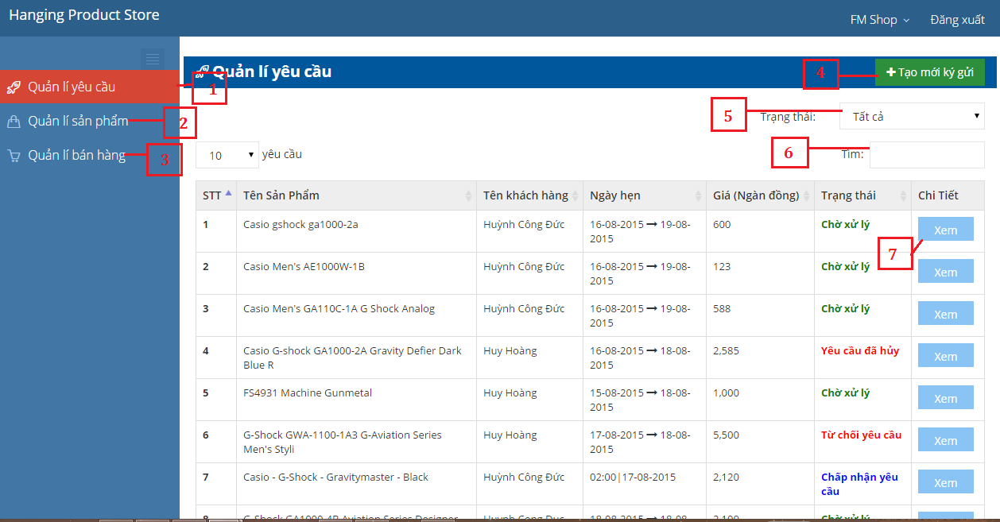 Hanging Product Store
FM Shop
Đăng xuất
Quản lí yêu cầu
Quản lí sản phẩm
Quản lí bán hàng
1
2
3
Quản lí yêu cầu
4
+Tạo mới ký gửi
5
Trạng thái:
Tất cả
10
yêu cầu
6
Tìm:
STT Tên Sản Phẩm Tên khách hàng Ngày hẹn Giá (Ngàn đồng) Trạng thái Chi Tiết
1 Casio gshock ga1000-2a Huỳnh Công Đức 16-08-2015 → 19-08- 600 Chờ xử lý Xem
2015
7
2 Casio Men's AE1000W-1B Huỳnh Công Đức 16-08-2015 → 19-08- 123 Chờ xử lý Xem
2015
3 Casio Men's GA110C-1A G Shock Analog Huỳnh Công Đức 16-08-2015 → 19-08- 588 Chờ xử lý Xem
2015
4 Casio G-shock GA1000-2A Gravity Defier Dark Huy Hoàng 16-08-2015 → 18-08- 2,585 Yêu cầu đã hủy Xem
Blue R 2015
5 FS4931 Machine Gunmetal Huy Hoàng 15-08-2015 → 18-08- 1,000 Chờ xử lý Xem
2015
6 G-Shock GWA-1100-1A3 G-Aviation Series Huy Hoàng 17-08-2015 → 18-08- 5,500 Từ chối yêu cầu Xem
Men's Styli 2015
7 Casio - G-Shock - Gravitymaster - Black Huỳnh Công Đức 02:00|17-08-2015 2,120 Chấp nhận yêu Xem
cầu
8 G-Shock GA1000-4B Aviation Series Designer Huỳnh Công Đức 18-08-2015 → 18-08- 2,100 Chờ xử lý